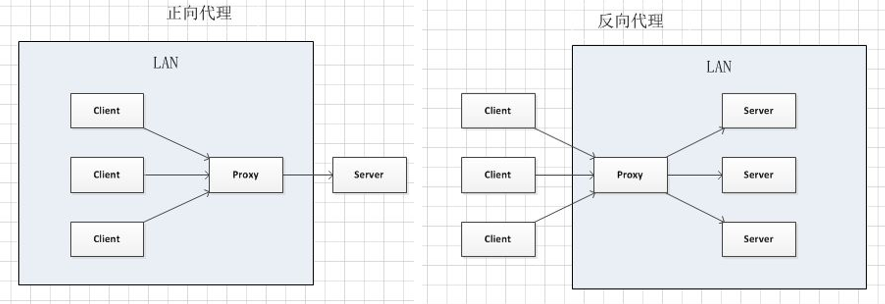 正向代理
LAN
Client
Client
Proxy
Server
Client
反向代理
LAN
Client
Server
Client
Proxy
Server
Client
Server